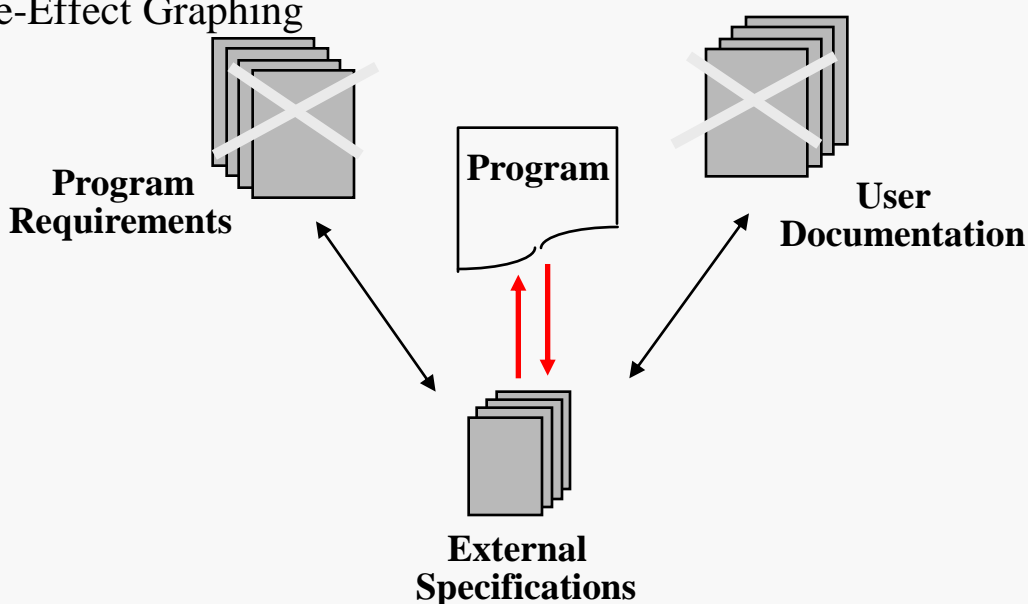 e-Effect Graphing
Program
Program
Requirements
User
Documentation
External
Specifications